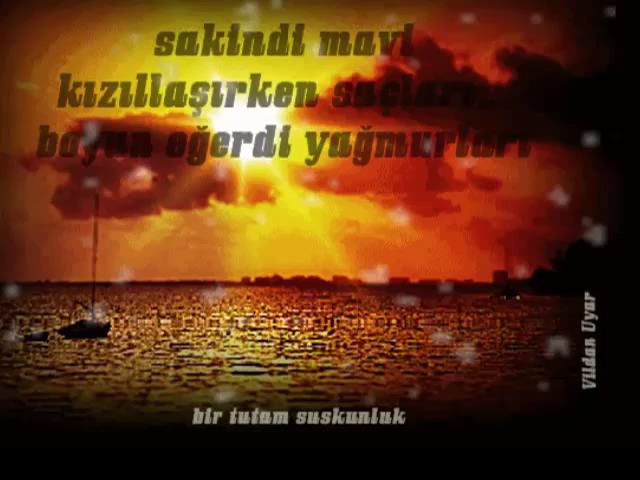 sakindi mavi
kızıllaşırken saçları...
boyun eğerdi yağmurları
Vildan Uyar
bir tutam suskunluk